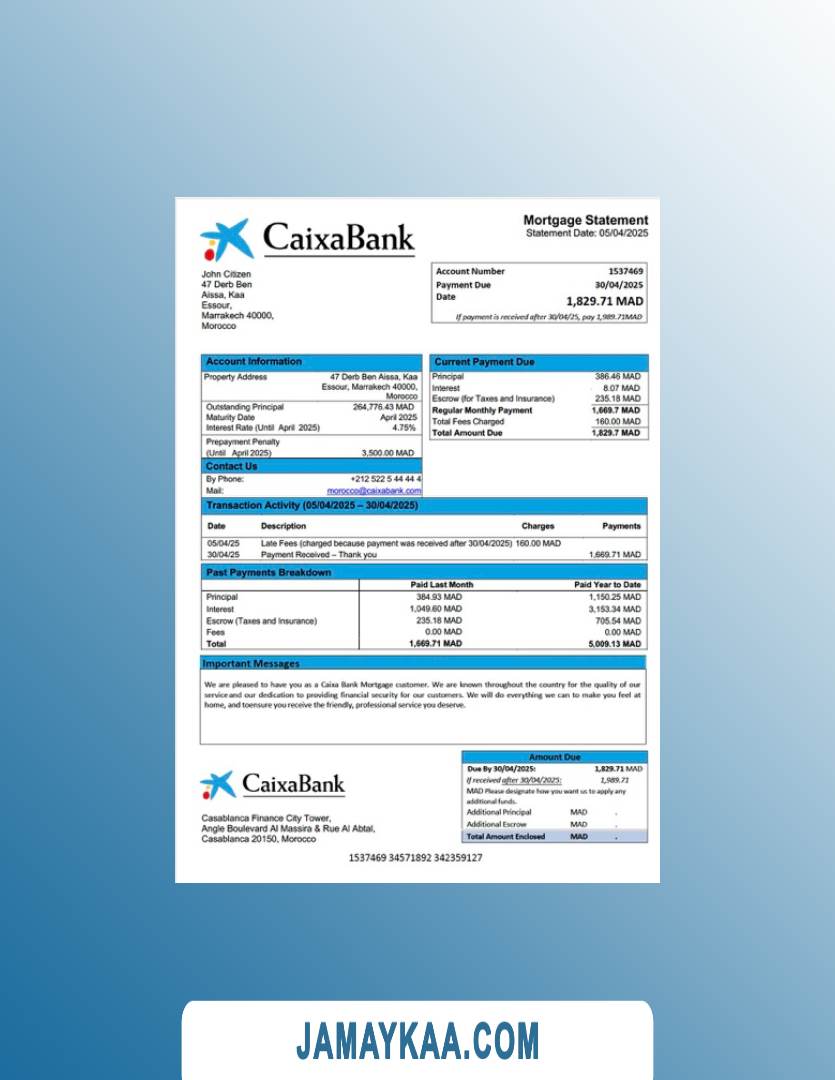 CaixaBank
Mortgage Statement
Statement Date: 05/04/2025
John Citizen
47 Derb Ben
Aissa, Kaa
Essour,
Marrakech 40000,
Morocco
Account Number 1537469
Payment Due 30/04/2025
Date 1,829.71 MAD
If payment is received after 30/04/25, pay 1,989.71MAD
Account Information
Property Address 47 Derb Ben Aissa, Kaa
Essour, Marrakech 40000,
Morocco
Outstanding Principal 264,776.43 MAD
Maturity Date April 2025
Interest Rate (Until April 2025) 4.75%
Prepayment Penalty
(Until April 2025) 3,500.00 MAD
Contact Us
By Phone: +212 522 5 44 44 4
Mail: morocco@caixabank.com
Current Payment Due
Principal 386.46 MAD
Interest 8.07 MAD
Escrow (for Taxes and Insurance) 235.18 MAD
Regular Monthly Payment 1,669.7 MAD
Total Fees Charged 160.00 MAD
Total Amount Due 1,829.7 MAD
Transaction Activity (05/04/2025 – 30/04/2025)
Date Description Charges Payments
05/04/25 Late Fees (charged because payment was received after 30/04/2025) 160.00 MAD
30/04/25 Payment Received – Thank you 1,669.71 MAD
Past Payments Breakdown
Paid Last Month Paid Year to Date
Principal 384.93 MAD 1,150.25 MAD
Interest 1,049.60 MAD 3,153.34 MAD
Escrow (Taxes and Insurance) 235.18 MAD 705.54 MAD
Fees 0.00 MAD 0.00 MAD
Total 1,669.71 MAD 5,009.13 MAD
Important Messages
We are pleased to have you as a Caixa Bank Mortgage customer. We are known throughout the country for the quality of our
service and our dedication to providing financial security for our customers. We will do everything we can to make you feel at
home, and toensure you receive the friendly, professional service you deserve.
CaixaBank
Casablanca Finance City Tower,
Angle Boulevard Al Massira & Rue Al Abtal,
Casablanca 20150, Morocco
Amount Due
Due By 30/04/2025: 1,829.71 MAD
If received after 30/04/2025: 1,989.71
MAD Please designate how you want us to apply any
additional funds.
Additional Principal MAD .
Additional Escrow MAD .
Total Amount Enclosed MAD .
1537469 34571892 342359127
JAMAYKAA.COM